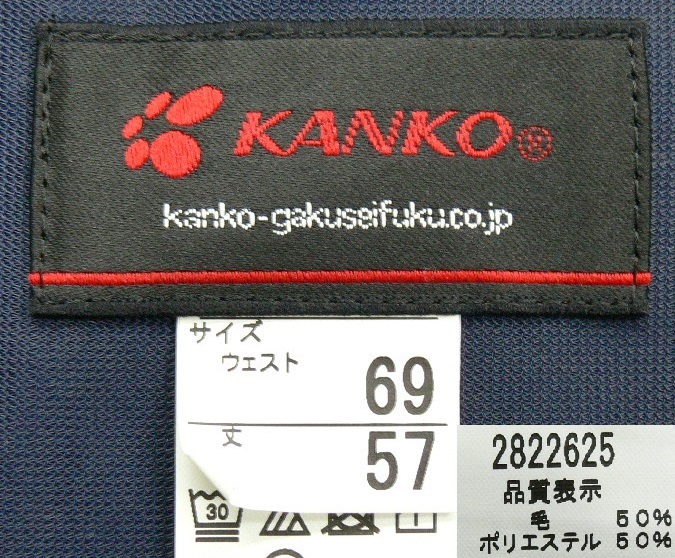 KANKO®
kanko-gakuseifuku.co.jp
サイズ
ウェスト 69
丈 57
30
2822625
品質表示
毛 50%
ポリエステル 50%